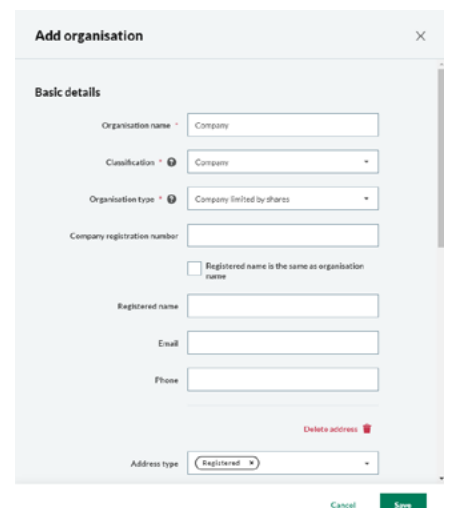 Add organisation
Basic details
Organisation name * Company
Classification * Company
Organisation type * Company limited by shares
Company registration number
Registered name is the same as organisation
name
Registered name
Email
Phone
Delete address
Address type Registered ×
Cancel Save